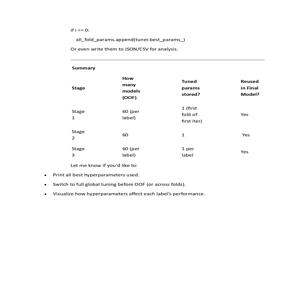 if i == 0:
all_fold_params.append(tuner.best_params_)
Or even write them to JSON/CSV for analysis.
Summary
Stage How many models (OOF) Tuned params stored? Reused in Final Model?
Stage 1 60 (per label) 1 (first fold of first iter) Yes
Stage 2 60 1 Yes
Stage 3 60 (per label) 1 per label Yes
Let me know if you'd like to:
• Print all best hyperparameters used.
• Switch to full global tuning before OOF (or across folds).
• Visualize how hyperparameters affect each label's performance.